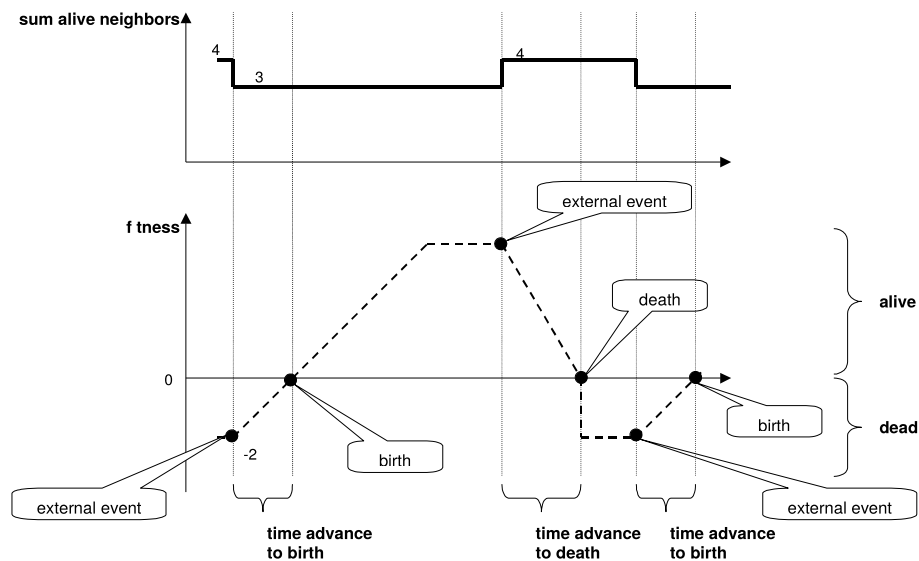 sum alive neighbors
4
3
4
external event
f tness
death
alive
0
birth
dead
-2
birth
external event
external event
time advance
to birth
time advance
to death
time advance
to birth